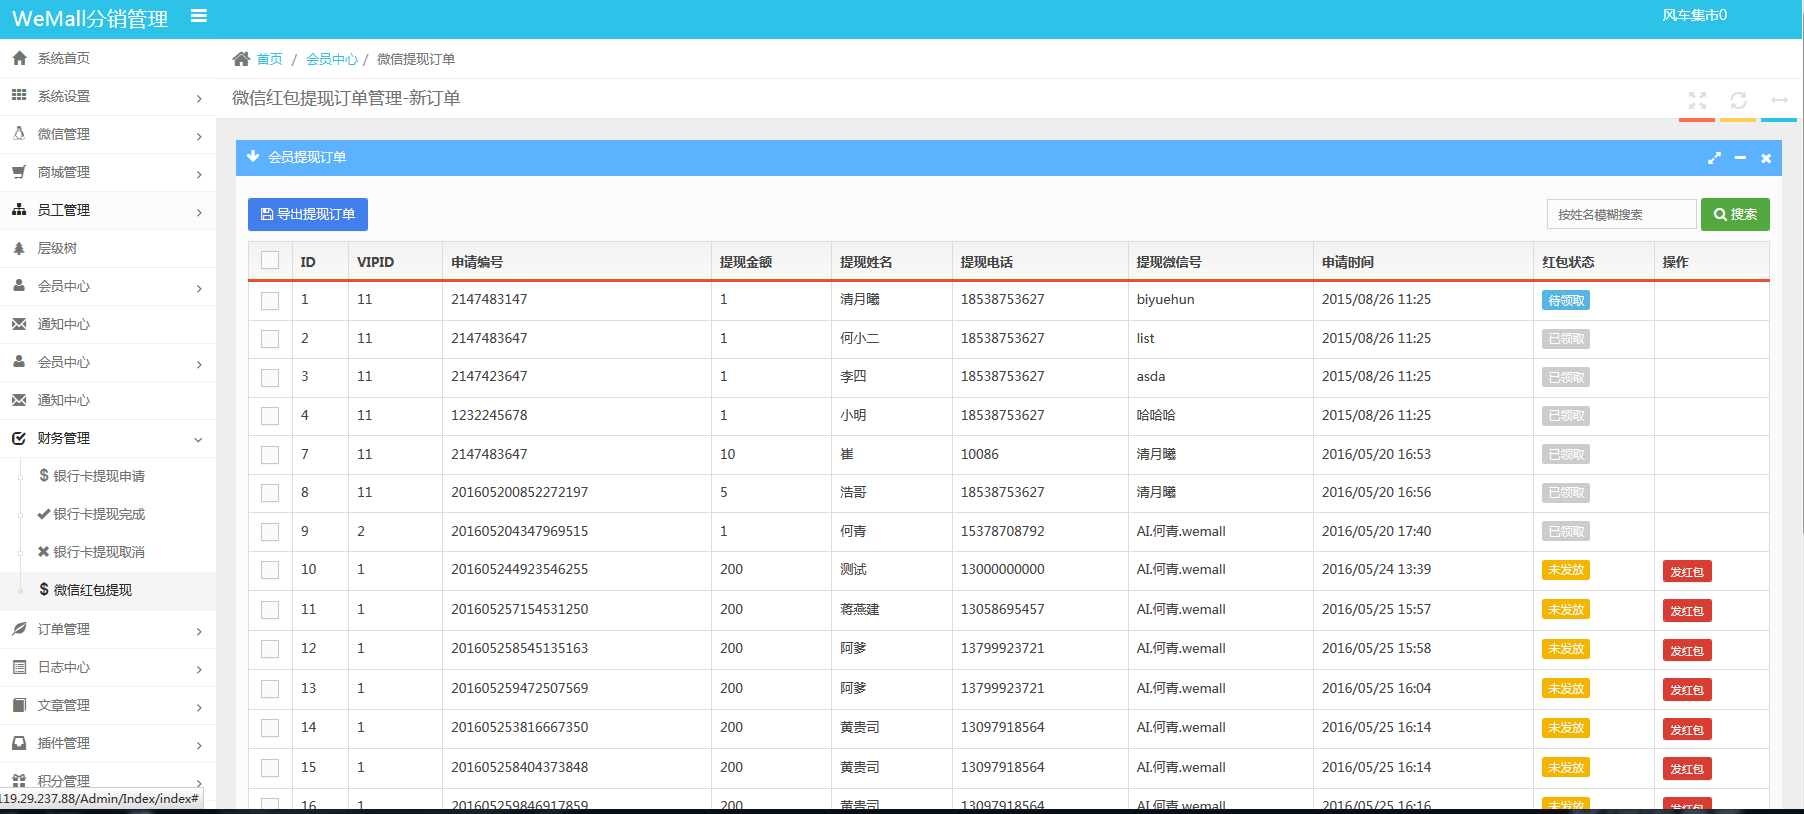 WeMall分销管理
风车集市0
系统首页
系统设置
微信管理
商城管理
员工管理
层级树
会员中心
通知中心
会员中心
通知中心
财务管理
银行卡提现申请
银行卡提现完成
银行卡提现取消
微信红包提现
订单管理
日志中心
文章管理
插件管理
积分管理
119.29.237.88/Admin/Index/index#
首页 / 会员中心 / 微信提现订单
微信红包提现订单管理-新订单
会员提现订单
导出提现订单
按姓名模糊搜索 搜索
ID VIPID 申请编号 提现金额 提现姓名 提现电话 提现微信号 申请时间 红包状态 操作
1 11 2147483147 1 清月曦 18538753627 biyuehun 2015/08/26 11:25 待领取
2 11 2147483647 1 何小二 18538753627 list 2015/08/26 11:25 已领取
3 11 2147423647 1 李四 18538753627 asda 2015/08/26 11:25 已领取
4 11 1232245678 1 小明 18538753627 哈哈哈 2015/08/26 11:25 已领取
7 11 2147483647 10 崔 10086 清月曦 2016/05/20 16:53 已领取
8 11 201605200852272197 5 浩哥 18538753627 清月曦 2016/05/20 16:56 已领取
9 2 201605204347969515 1 何青 15378708792 AI.何青.wemall 2016/05/20 17:40 已领取
10 1 201605244923546255 200 测试 13000000000 AI.何青.wemall 2016/05/24 13:39 未发放 发红包
11 1 201605257154531250 200 蒋燕建 13058695457 AI.何青.wemall 2016/05/25 15:57 未发放 发红包
12 1 201605258545135163 200 阿爹 13799923721 AI.何青.wemall 2016/05/25 15:58 未发放 发红包
13 1 201605259472507569 200 阿爹 13799923721 AI.何青.wemall 2016/05/25 16:04 未发放 发红包
14 1 201605253816667350 200 黄贵司 13097918564 AI.何青.wemall 2016/05/25 16:14 未发放 发红包
15 1 201605258404373848 200 黄贵司 13097918564 AI.何青.wemall 2016/05/25 16:14 未发放 发红包
16 1 201605259846917859 200 黄贵司 13097918564 AI.何青.wemall 2016/05/25 16:16 未发放 发红包